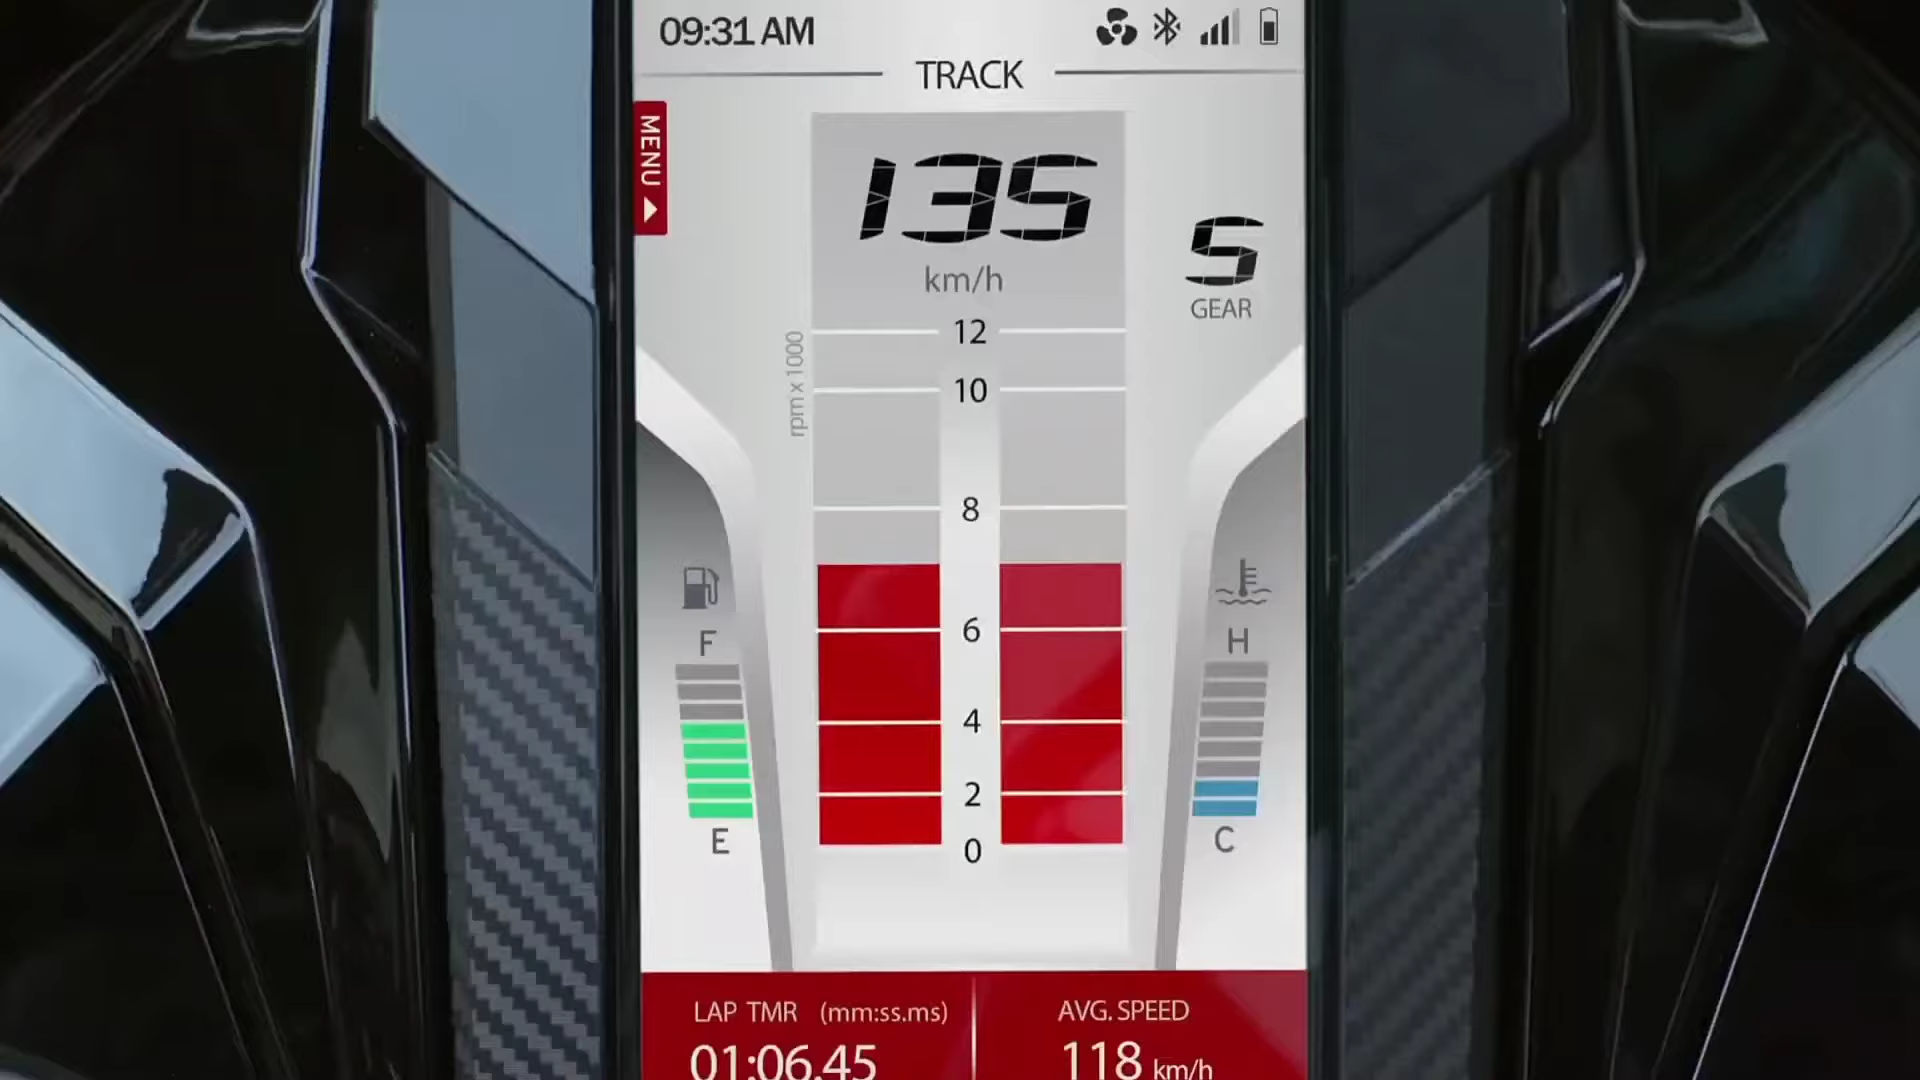 09:31 AM
TRACK
MENU
135
km/h
5
GEAR
rpm x 1000
12
10
8
6
4
2
0
F
E
H
C
LAP TMR (mm:ss.ms)
01:06.45
AVG. SPEED
118 km/h